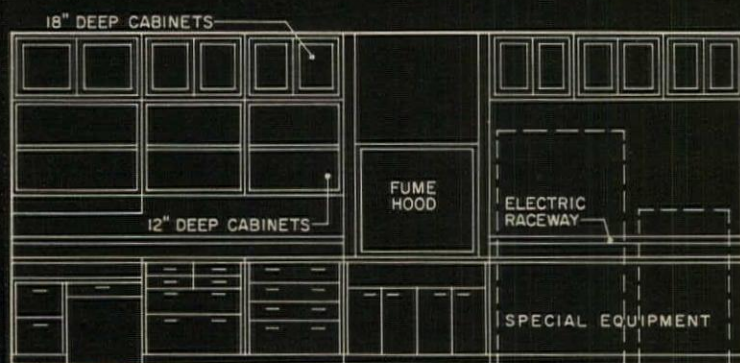 18" DEEP CABINETS
FUME
HOOD
ELECTRIC
RACEWAY
12" DEEP CABINETS
SPECIAL EQUIPMENT